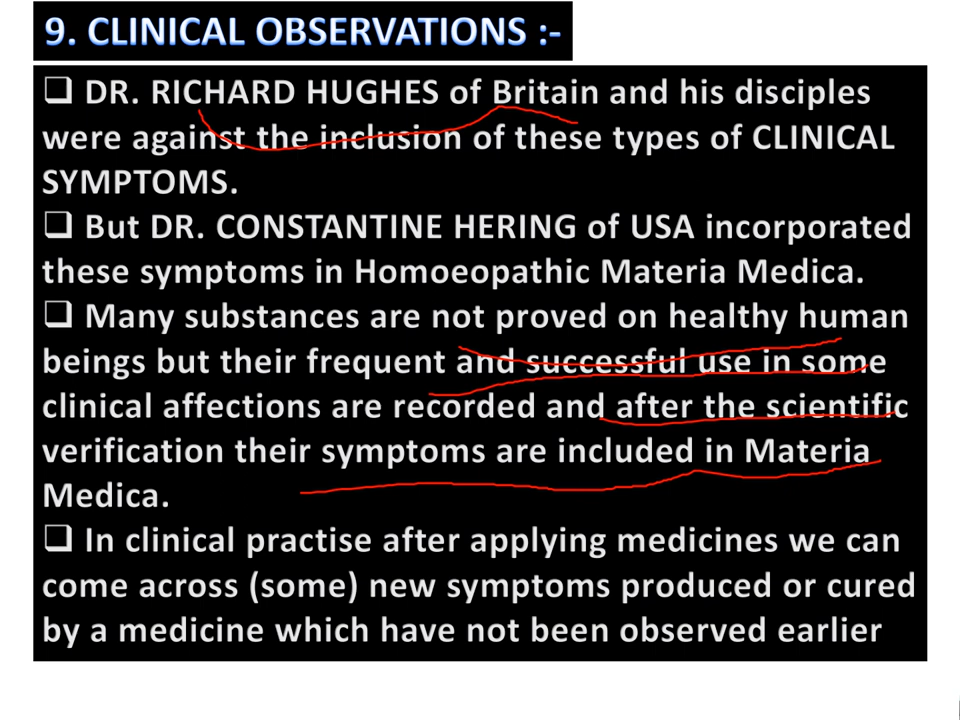 9. CLINICAL OBSERVATIONS :-
❑ DR. RICHARD HUGHES of Britain and his disciples
were against the inclusion of these types of CLINICAL
SYMPTOMS.
❑ But DR. CONSTANTINE HERING of USA incorporated
these symptoms in Homoeopathic Materia Medica.
❑ Many substances are not proved on healthy human
beings but their frequent and successful use in some
clinical affections are recorded and after the scientific
verification their symptoms are included in Materia
Medica.
❑ In clinical practise after applying medicines we can
come across (some) new symptoms produced or cured
by a medicine which have not been observed earlier